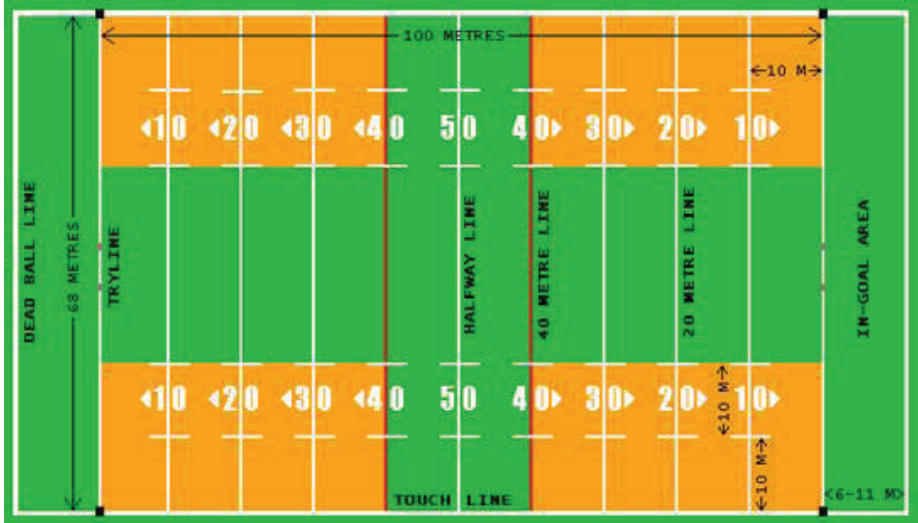 100 METRES
10 M
10 20 30 40 50 40 30 20 10
DEAD BALL LINE
68 METRES
TRYLINE
HALFWAY LINE
40 METRE LINE
20 METRE LINE
IN-GOAL AREA
10 20 30 40 50 40 30 20 10
10 M
10 M
TOUCH LINE
6-11 M